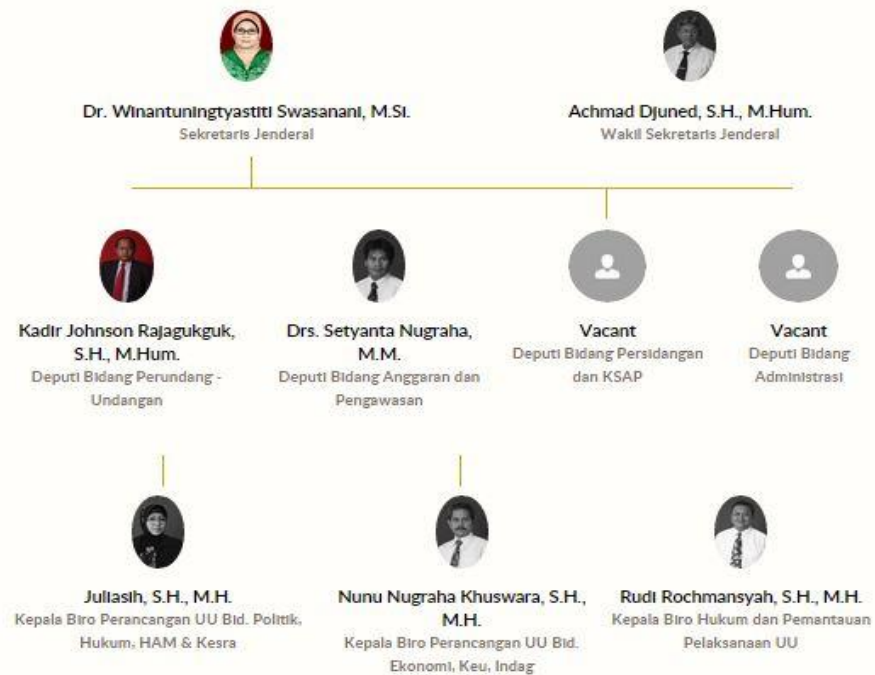 Dr. Winantuningtyastiti Swasanani, M.Si.
Sekretaris Jenderal
Achmad Djuned, S.H., M.Hum.
Wakil Sekretaris Jenderal
Kadir Johnson Rajagukguk,
S.H., M.Hum.
Deputi Bidang Perundang -
Undangan
Drs. Setyanta Nugraha,
M.M.
Deputi Bidang Anggaran dan
Pengawasan
Vacant
Deputi Bidang Persidangan
dan KSAP
Vacant
Deputi Bidang
Administrasi
Juliasih, S.H., M.H.
Kepala Biro Perancangan UU Bid. Politik,
Hukum, HAM & Kesra
Nunu Nugraha Khuswara, S.H.,
M.H.
Kepala Biro Perancangan UU Bid.
Ekonomi, Keu, Indag
Rudi Rochmansyah, S.H., M.H.
Kepala Biro Hukum dan Pemantauan
Pelaksanaan UU